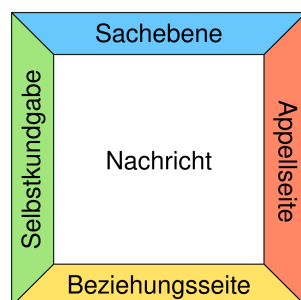 Sachebene
Selbstkundgabe
Nachricht
Appellseite
Beziehungsseite